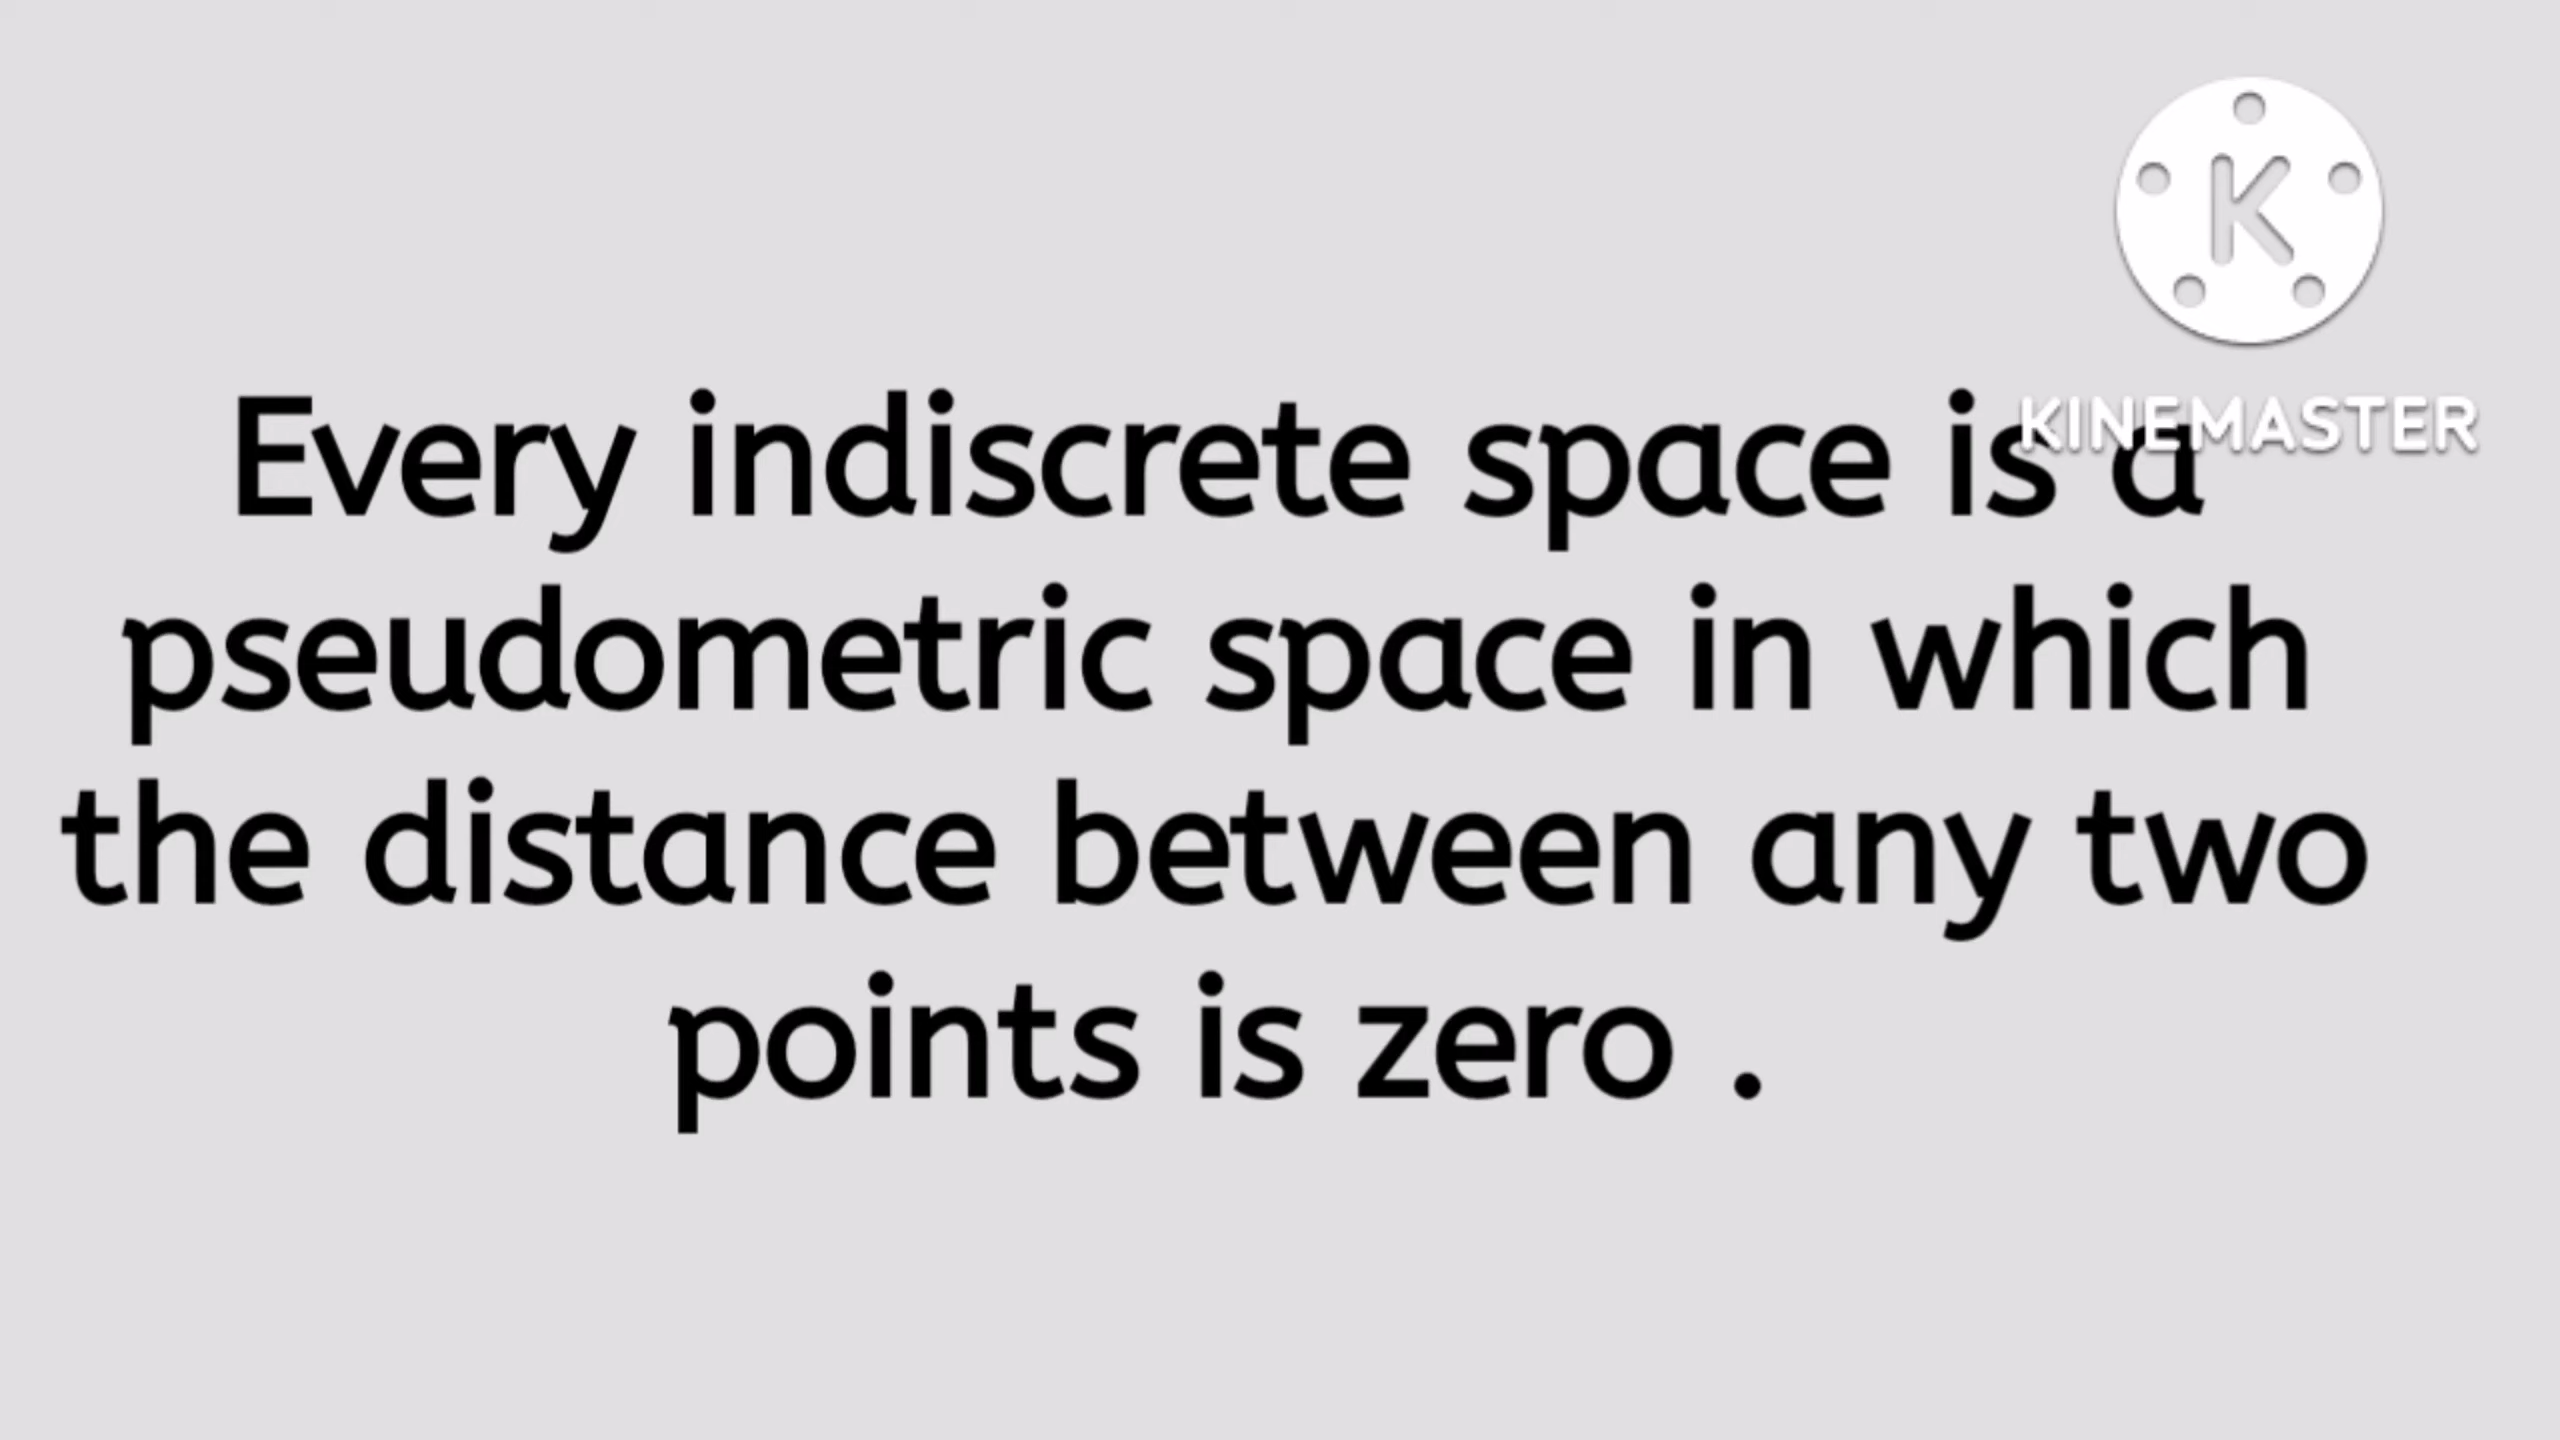 K
KINEMASTER
Every indiscrete space is a
pseudometric space in which
the distance between any two
points is zero .